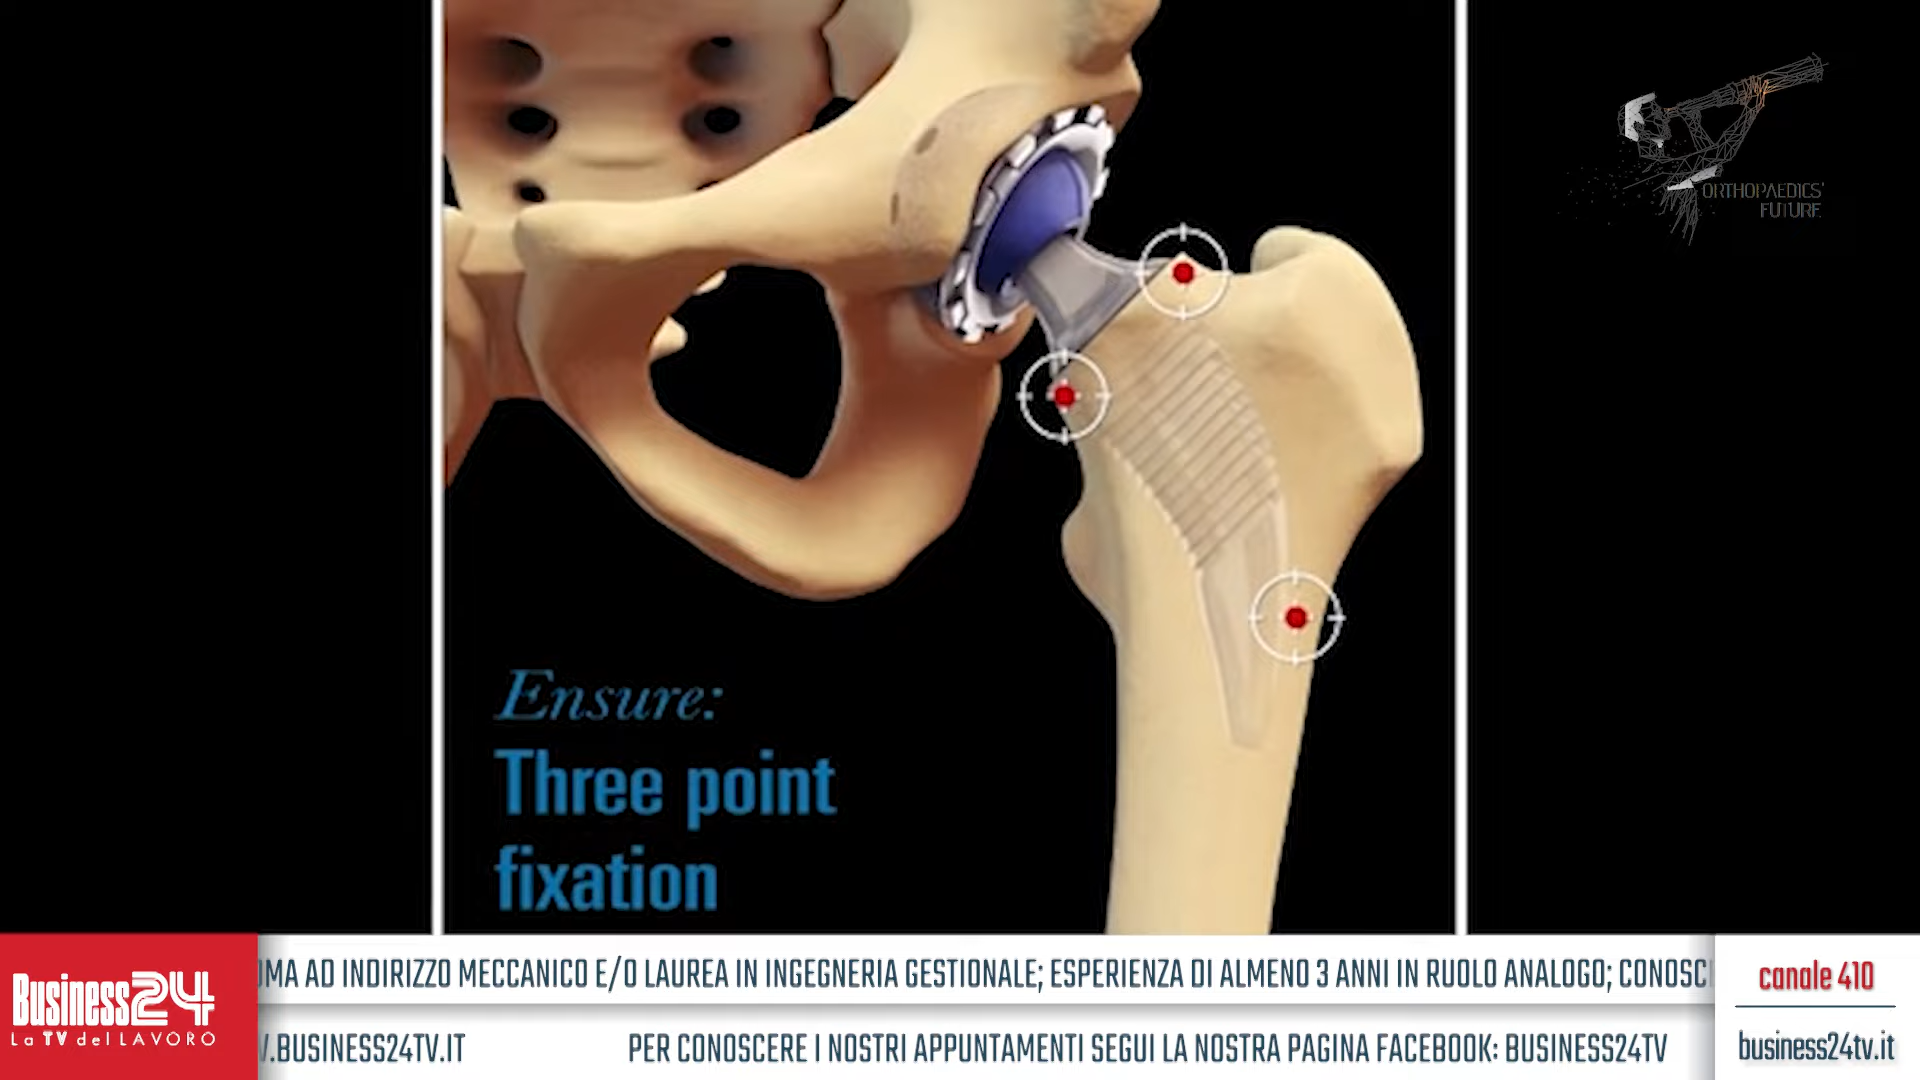 ORTHOPAEDICS'
FUTURE
Ensure:
Three point
fixation
Business24
La TV del LAVORO
OMA AD INDIRIZZO MECCANICO E/O LAUREA IN INGEGNERIA GESTIONALE; ESPERIENZA DI ALMENO 3 ANNI IN RUOLO ANALOGO; CONOSCI
canale 410
.BUSINESS24TV.IT
PER CONOSCERE I NOSTRI APPUNTAMENTI SEGUI LA NOSTRA PAGINA FACEBOOK: BUSINESS24TV
business24tv.it